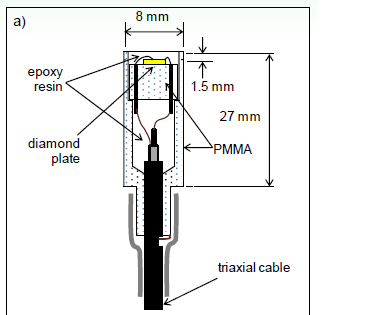 a)
8 mm
epoxy
resin
1.5 mm
27 mm
diamond
plate
PMMA
triaxial cable